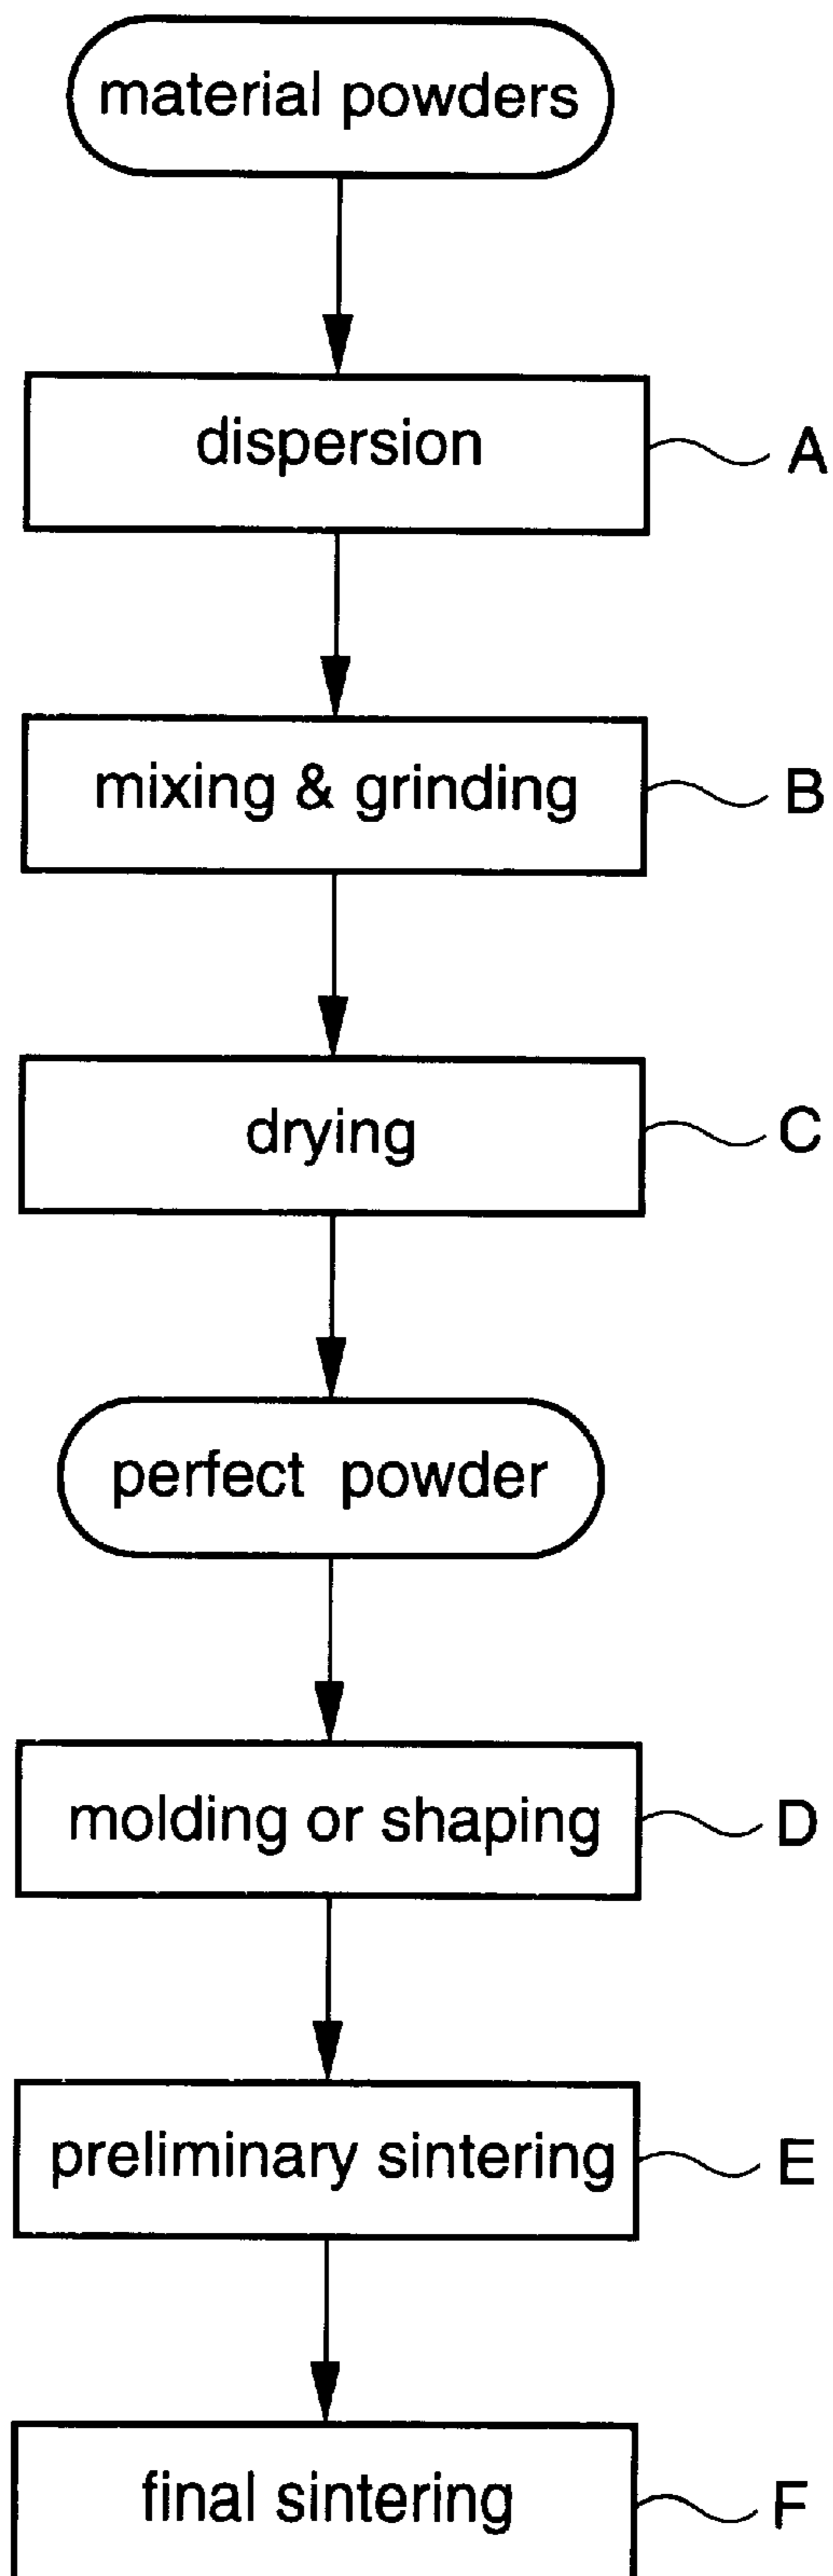 material powders
dispersion
A
mixing & grinding
B
drying
C
perfect powder
molding or shaping
D
preliminary sintering
E
final sintering
F